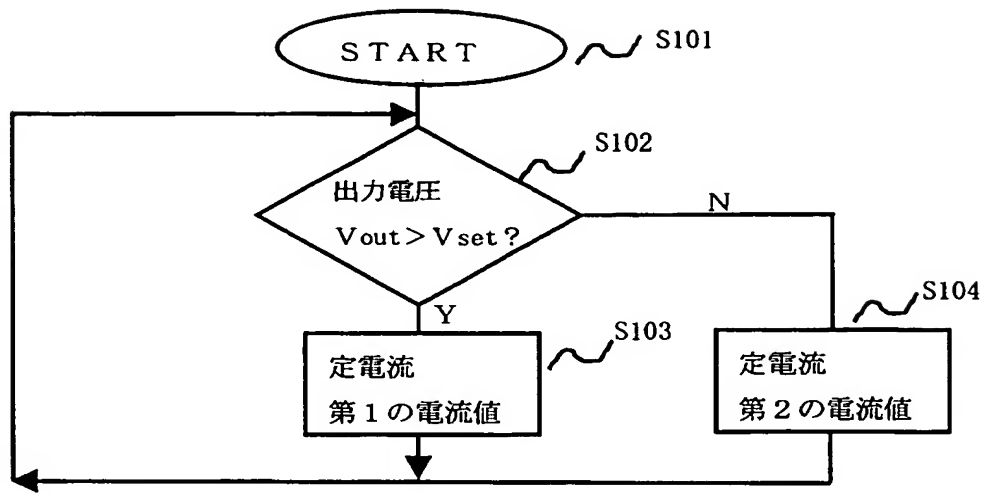 START
S101
S102
出力電圧
Vout>Vset?
N
Y
S103
定電流
第1の電流値
S104
定電流
第2の電流値